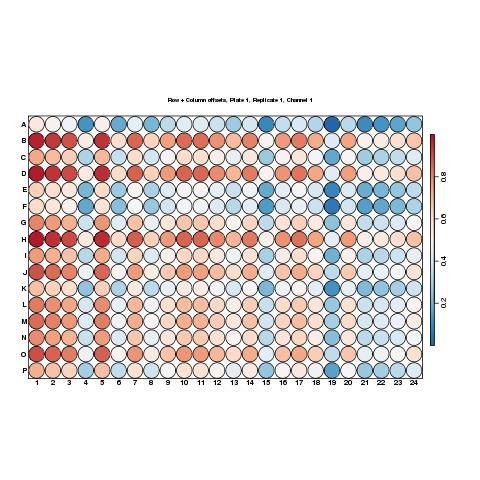 Row + Column offsets, Plate 1, Replicate 1, Channel 1
A
B
C
D
E
F
G
H
I
J
K
L
M
N
O
P
1 2 3 4 5 6 7 8 9 10 11 12 13 14 15 16 17 18 19 20 21 22 23 24
0.8
0.6
0.4
0.2